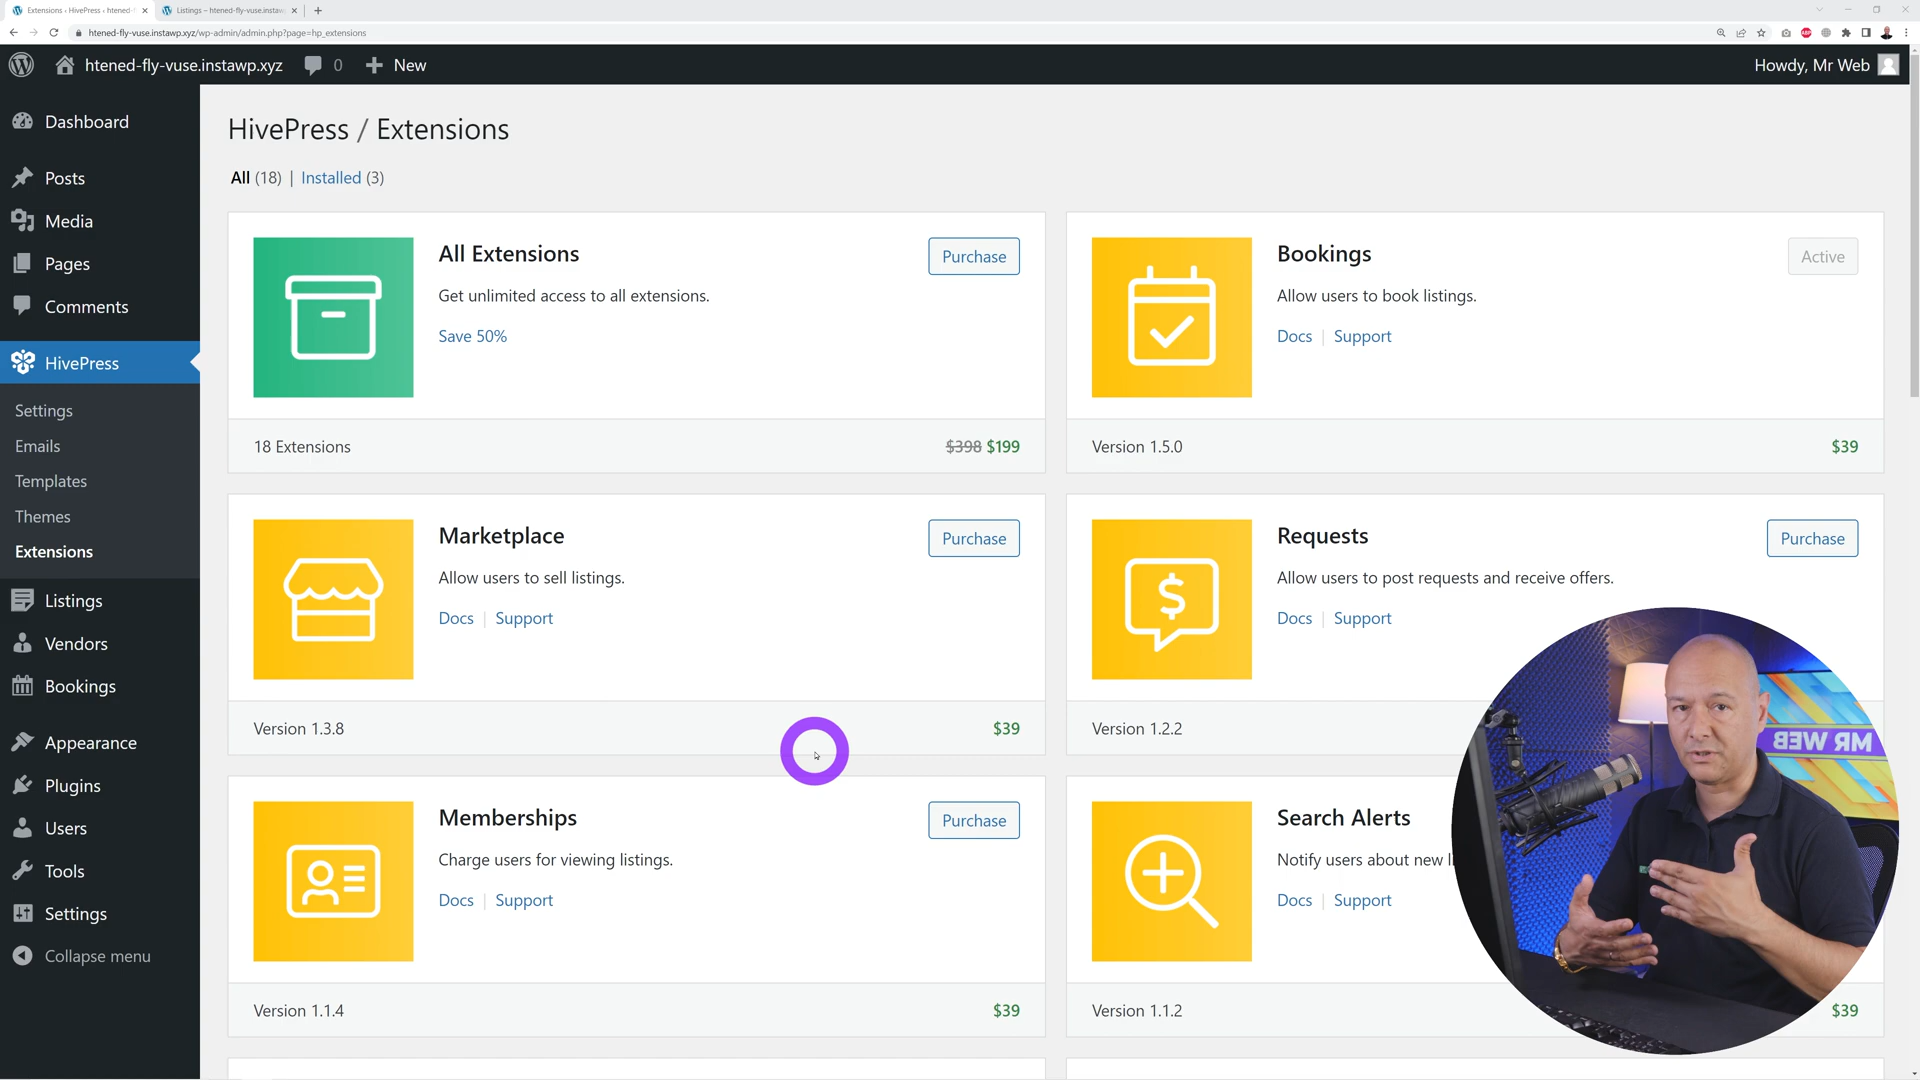 Extensions ‹ HivePress ‹ htened-
Listings – htened-fly-vuse.instawp
htened-fly-vuse.instawp.xyz/wp-admin/admin.php?page=hp_extensions
htened-fly-vuse.instawp.xyz
0
New
Howdy, Mr Web
Dashboard
Posts
Media
Pages
Comments
HivePress
Settings
Emails
Templates
Themes
Extensions
Listings
Vendors
Bookings
Appearance
Plugins
Users
Tools
Settings
Collapse menu
HivePress / Extensions
All (18) | Installed (3)
All Extensions
Purchase
Get unlimited access to all extensions.
Save 50%
18 Extensions
$398 $199
Bookings
Active
Allow users to book listings.
Docs | Support
Version 1.5.0
$39
Marketplace
Purchase
Allow users to sell listings.
Docs | Support
Version 1.3.8
$39
Requests
Purchase
Allow users to post requests and receive offers.
Docs | Support
Version 1.2.2
Memberships
Purchase
Charge users for viewing listings.
Docs | Support
Version 1.1.4
$39
Search Alerts
Notify users about new l
Docs | Support
Version 1.1.2
$39
MR WEB